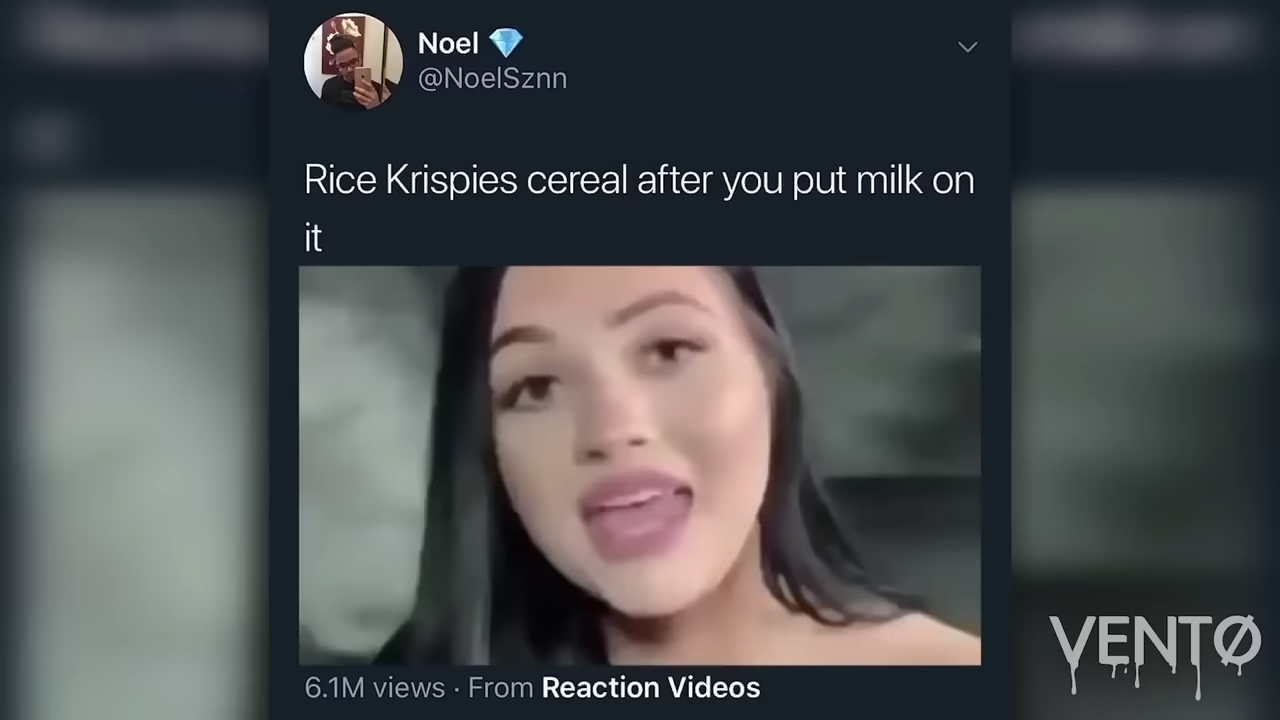 Noel 💎
@NoelSznn
Rice Krispies cereal after you put milk on
it
6.1M views · From Reaction Videos
VENTØ